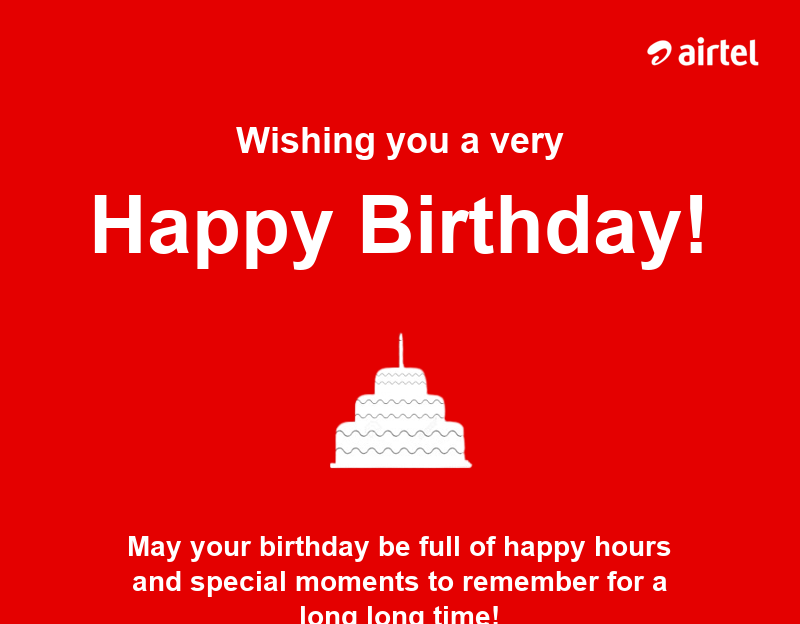 airtel
Wishing you a very
Happy Birthday!
May your birthday be full of happy hours
and special moments to remember for a
long long time!